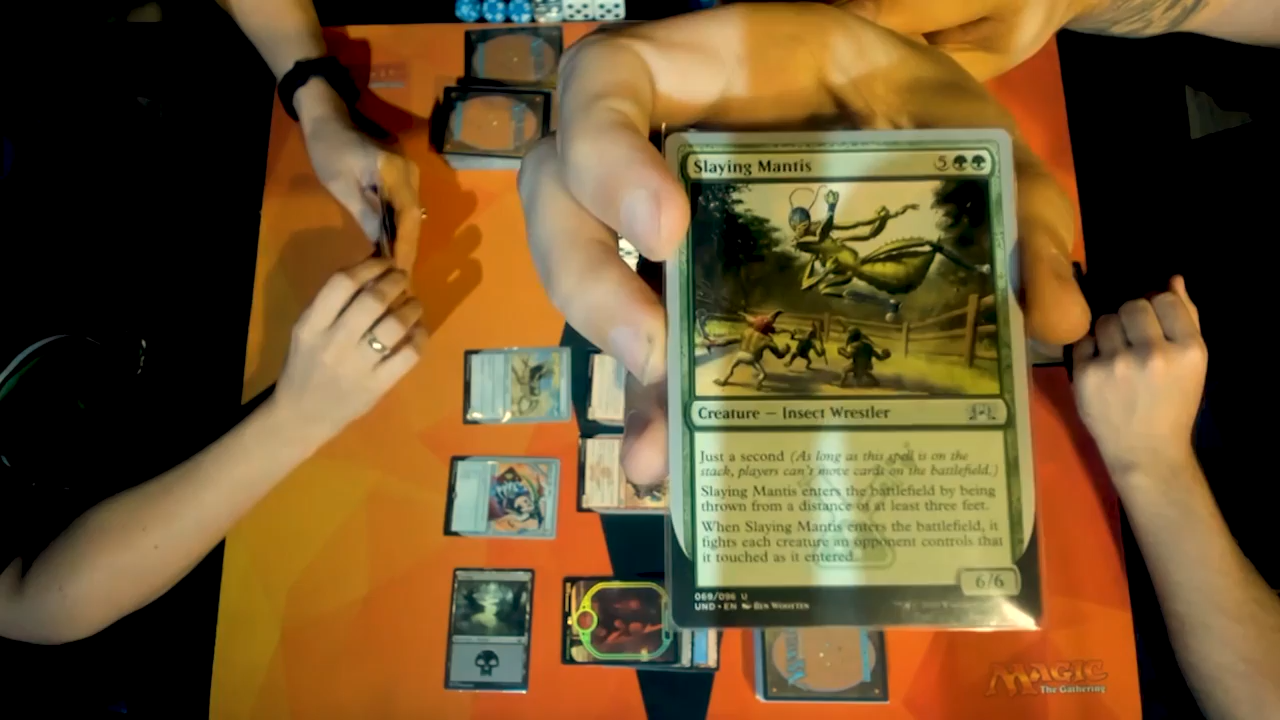 Slaying Mantis
5
Creature — Insect Wrestler
Just a second (As long as this spell is on the
stack, players can't move cards on the battlefield.)
Slaying Mantis enters the battlefield by being
thrown from a distance of at least three feet.
When Slaying Mantis enters the battlefield, it
fights each creature an opponent controls that
it touched as it entered.
6/6
069/096 U
UND • EN Ben Wootten
Magic
The Gathering